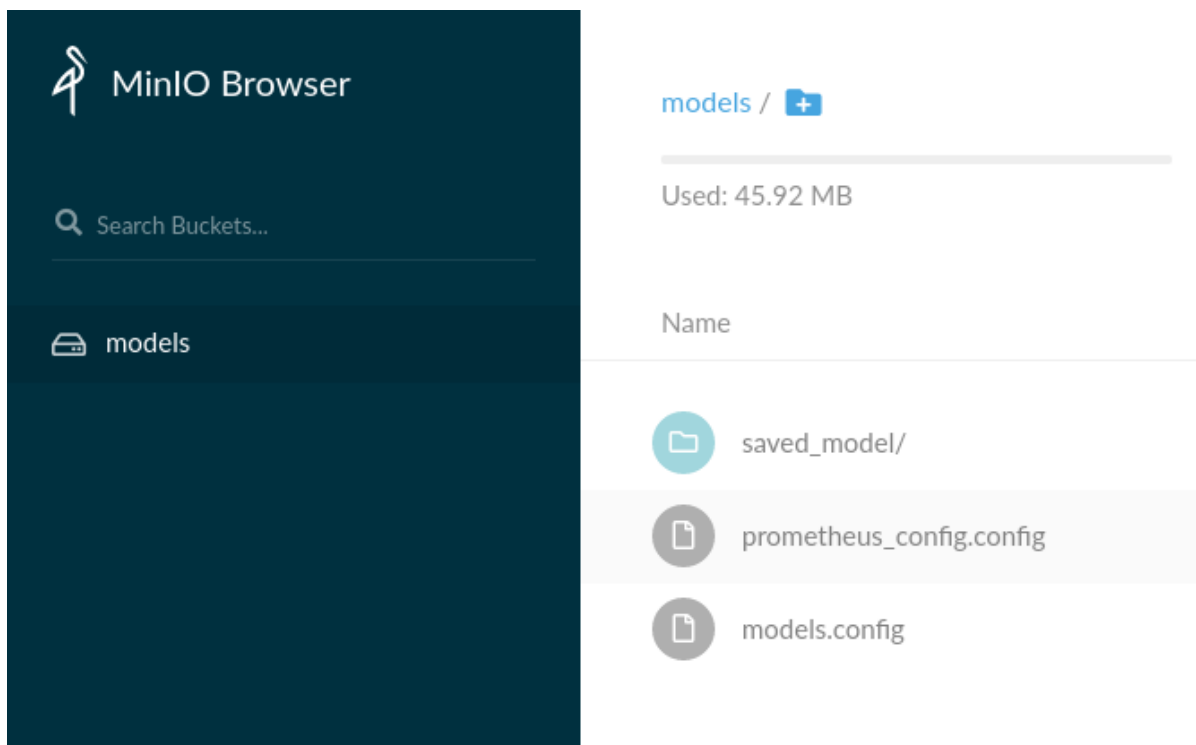 MinIO Browser
Search Buckets...
models
models /
Used: 45.92 MB
Name
saved_model/
prometheus_config.config
models.config